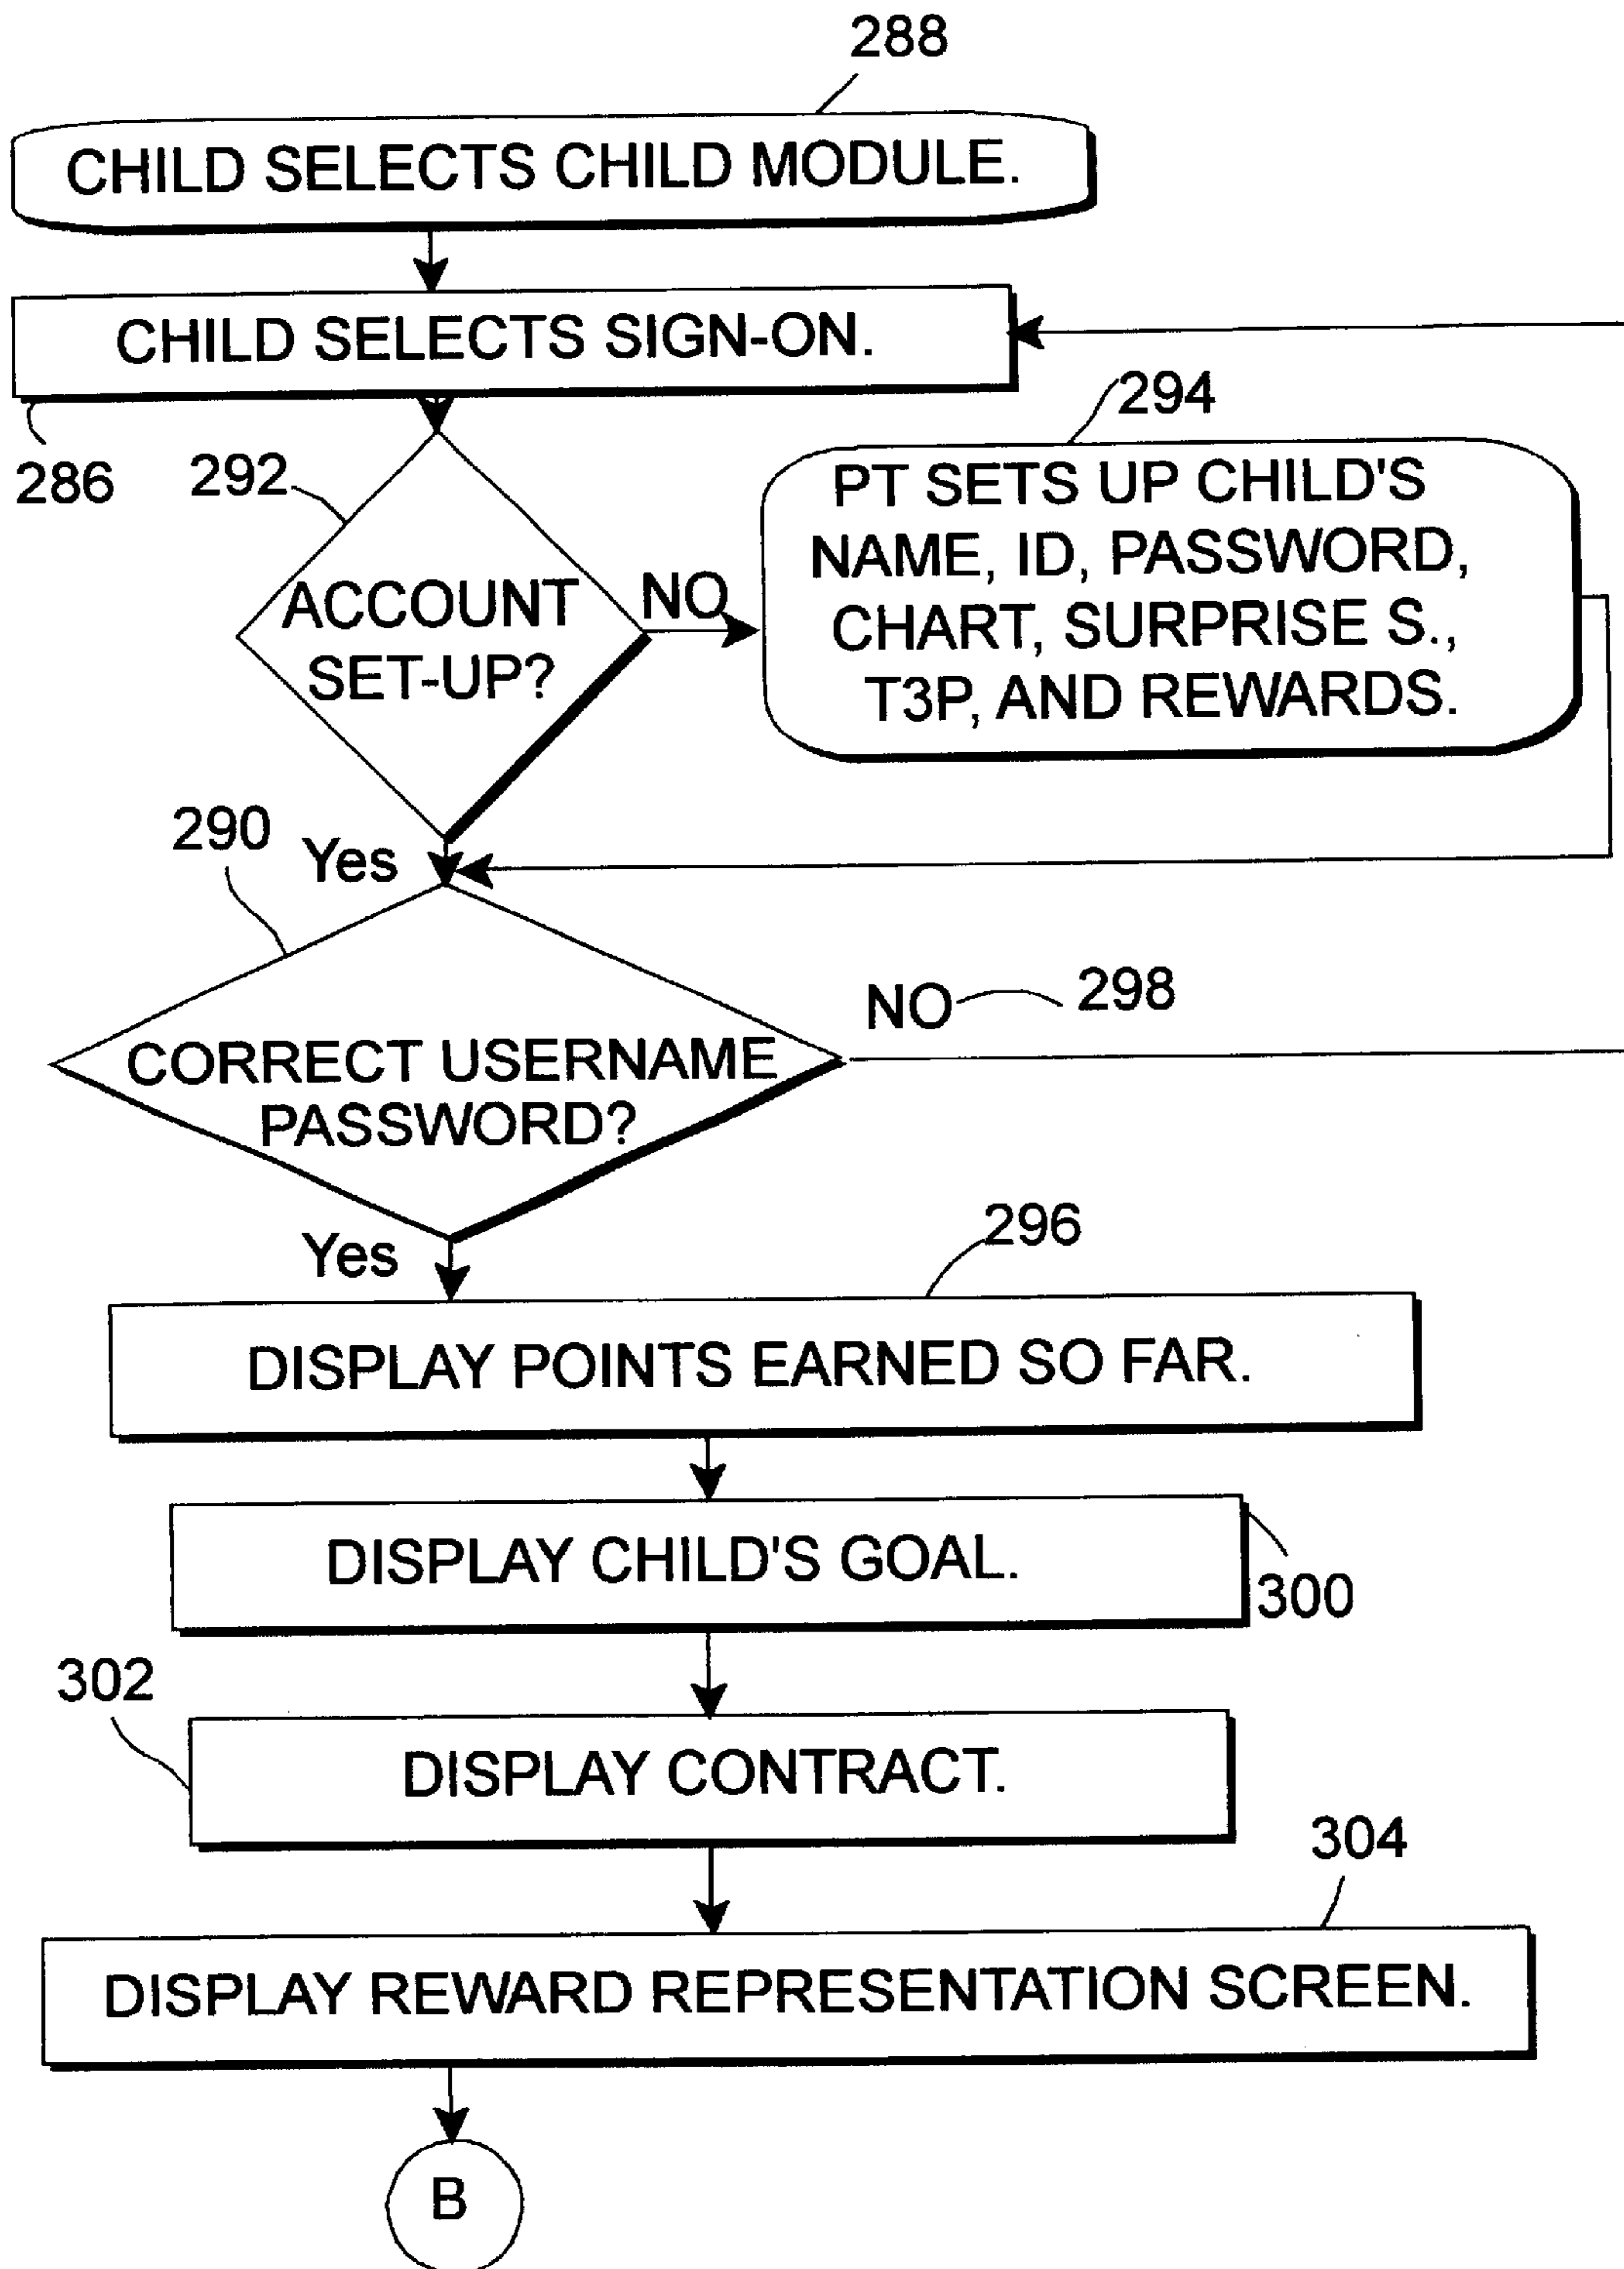 288
CHILD SELECTS CHILD MODULE.
CHILD SELECTS SIGN-ON.
286
292
294
ACCOUNT
SET-UP?
NO
PT SETS UP CHILD'S
NAME, ID, PASSWORD,
CHART, SURPRISE S.,
T3P, AND REWARDS.
290
Yes
CORRECT USERNAME
PASSWORD?
NO
298
Yes
296
DISPLAY POINTS EARNED SO FAR.
DISPLAY CHILD'S GOAL.
300
302
DISPLAY CONTRACT.
304
DISPLAY REWARD REPRESENTATION SCREEN.
B